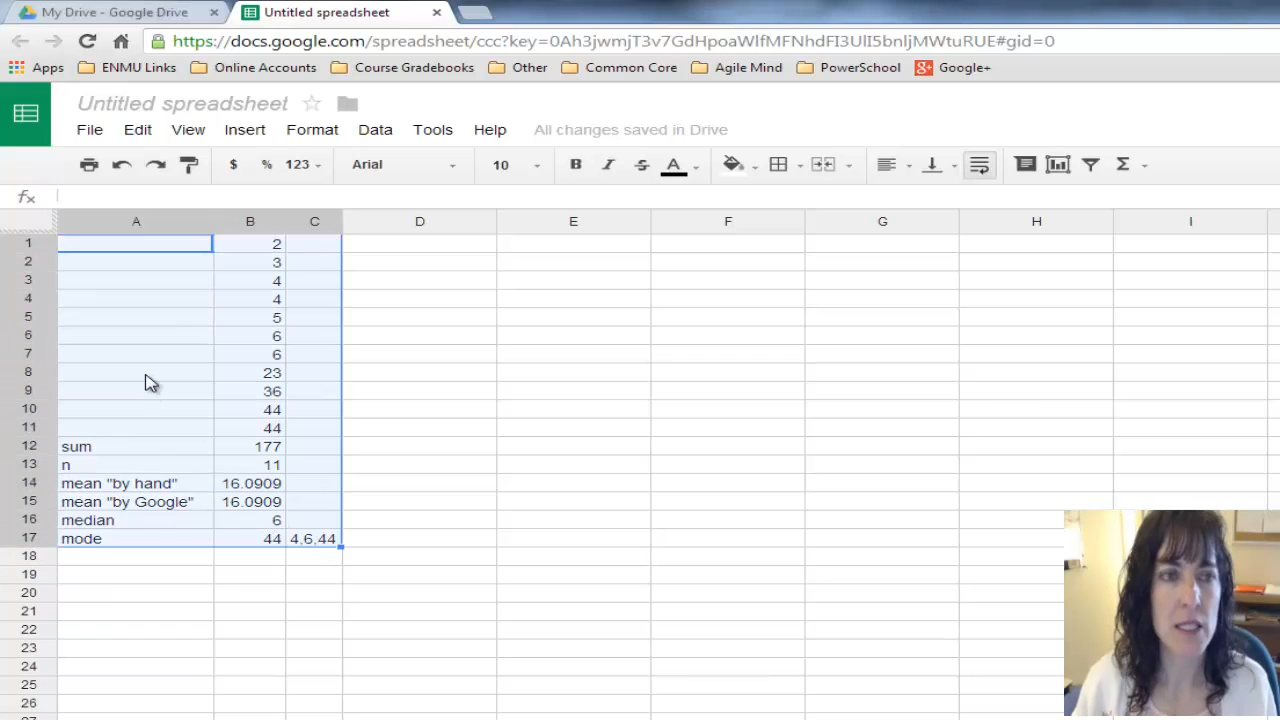 My Drive - Google Drive × Untitled spreadsheet ×
https://docs.google.com/spreadsheet/ccc?key=0Ah3jwmjT3v7GdHpoaWlfMFNhdFI3UlI5bnljMWtuRUE#gid=0
Apps ENMU Links Online Accounts Course Gradebooks Other Common Core Agile Mind PowerSchool Google+
Untitled spreadsheet
File Edit View Insert Format Data Tools Help All changes saved in Drive
$ % 123 Arial 10 B I S A Σ
fx
A B C D E F G H I
1 2
2 3
3 4
4 4
5 5
6 6
7 6
8 23
9 36
10 44
11 44
12 sum 177
13 n 11
14 mean "by hand" 16.0909
15 mean "by Google" 16.0909
16 median 6
17 mode 44 4,6,44
18
19
20
21
22
23
24
25
26
27